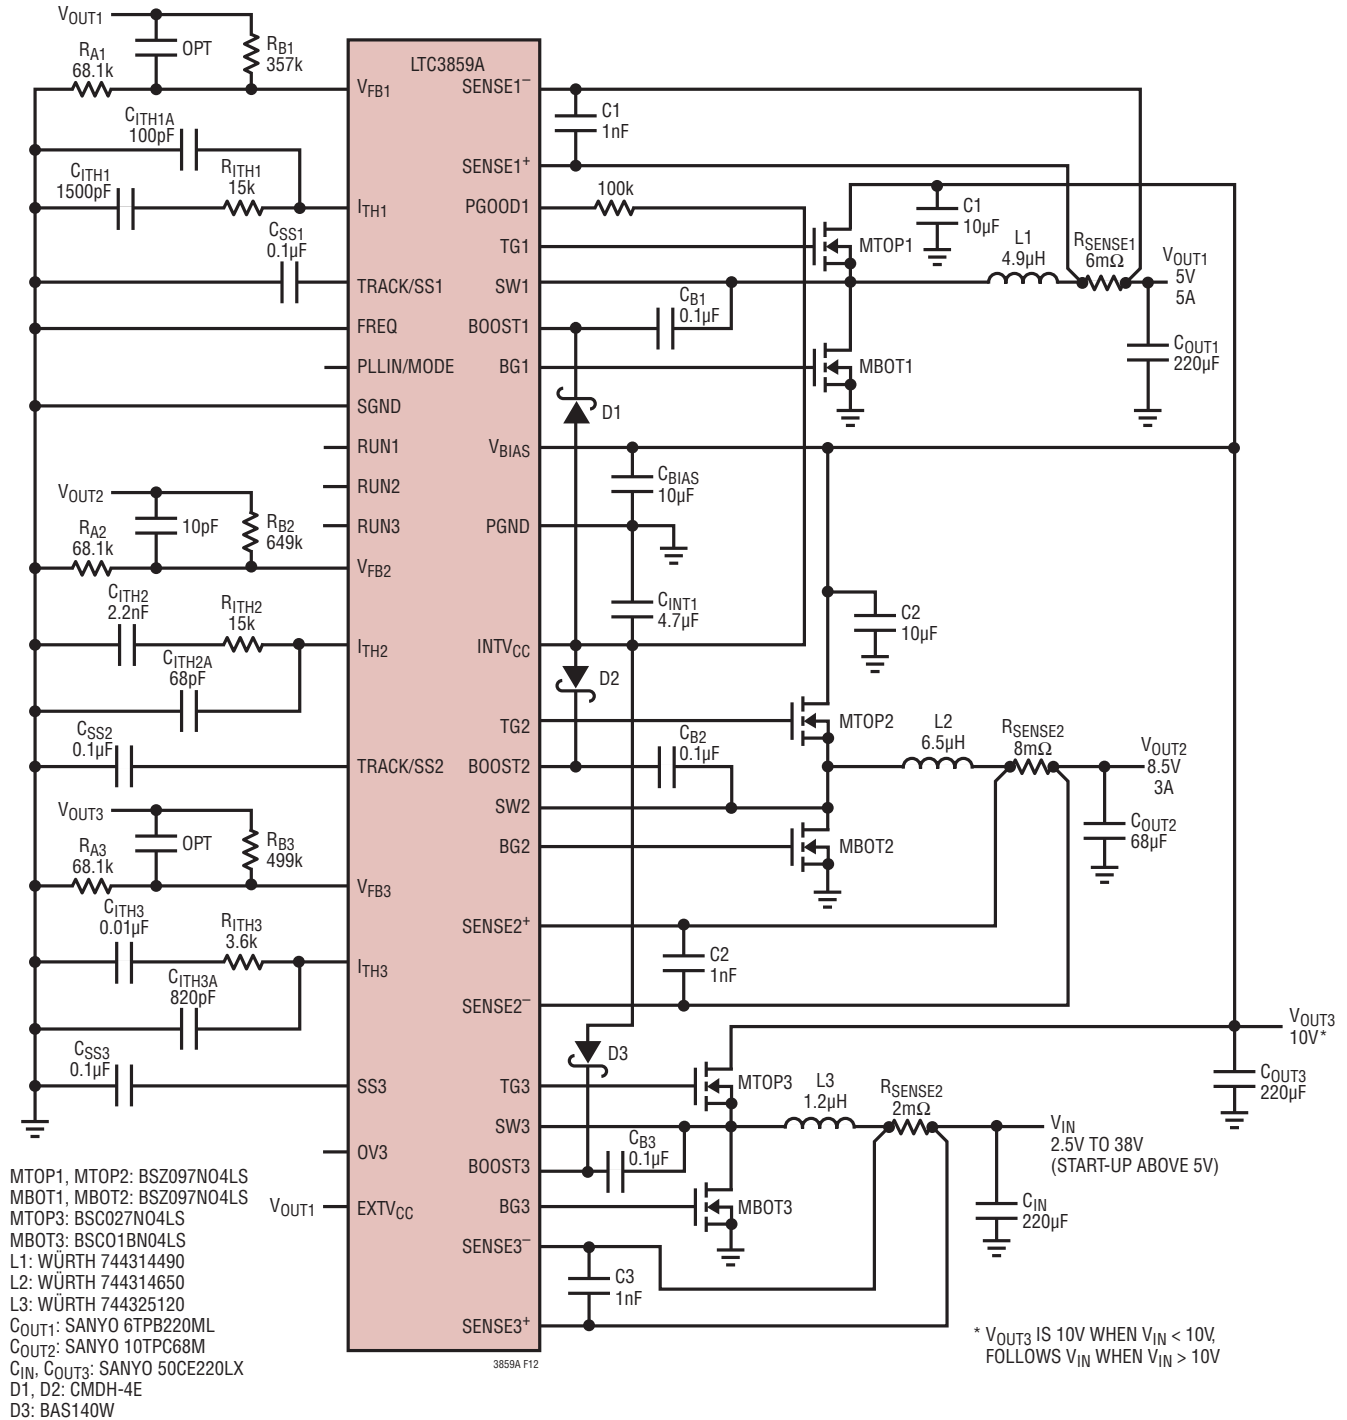 VOUT1
OPT
RB1
357k
RA1
68.1k
CITH1A
100pF
CITH1
1500pF
RITH1
15k
CSS1
0.1µF
VOUT2
10pF
RB2
649k
RA2
68.1k
CITH2
2.2nF
RITH2
15k
CITH2A
68pF
CSS2
0.1µF
VOUT3
OPT
RB3
499k
RA3
68.1k
CITH3
0.01µF
RITH3
3.6k
CITH3A
820pF
CSS3
0.1µF
VOUT1
LTC3859A
VFB1
ITH1
TRACK/SS1
FREQ
PLLIN/MODE
SGND
RUN1
RUN2
RUN3
VFB2
ITH2
TRACK/SS2
VFB3
ITH3
SS3
OV3
EXTVCC
SENSE1–
SENSE1+
PGOOD1
TG1
SW1
BOOST1
BG1
VBIAS
PGND
INTVCC
TG2
BOOST2
SW2
BG2
SENSE2+
SENSE2–
TG3
SW3
BOOST3
BG3
SENSE3–
SENSE3+
C1
1nF
100k
MTOP1
C1
10µF
L1
4.9µH
RSENSE1
6mΩ
VOUT1
5V
5A
CB1
0.1µF
MBOT1
COUT1
220µF
D1
CBIAS
10µF
CINT1
4.7µF
C2
10µF
D2
MTOP2
L2
6.5µH
RSENSE2
8mΩ
VOUT2
8.5V
3A
CB2
0.1µF
MBOT2
COUT2
68µF
C2
1nF
VOUT3
10V*
D3
MTOP3
L3
1.2µH
RSENSE2
2mΩ
COUT3
220µF
VIN
2.5V TO 38V
(START-UP ABOVE 5V)
CB3
0.1µF
MBOT3
CIN
220µF
C3
1nF
3859A F12
MTOP1, MTOP2: BSZ097NO4LS
MBOT1, MBOT2: BSZ097NO4LS
MTOP3: BSC027NO4LS
MBOT3: BSCO1BN04LS
L1: WÜRTH 744314490
L2: WÜRTH 744314650
L3: WÜRTH 744325120
COUT1: SANYO 6TPB220ML
COUT2: SANYO 10TPC68M
CIN, COUT3: SANYO 50CE220LX
D1, D2: CMDH-4E
D3: BAS140W
* VOUT3 IS 10V WHEN VIN < 10V,
FOLLOWS VIN WHEN VIN > 10V